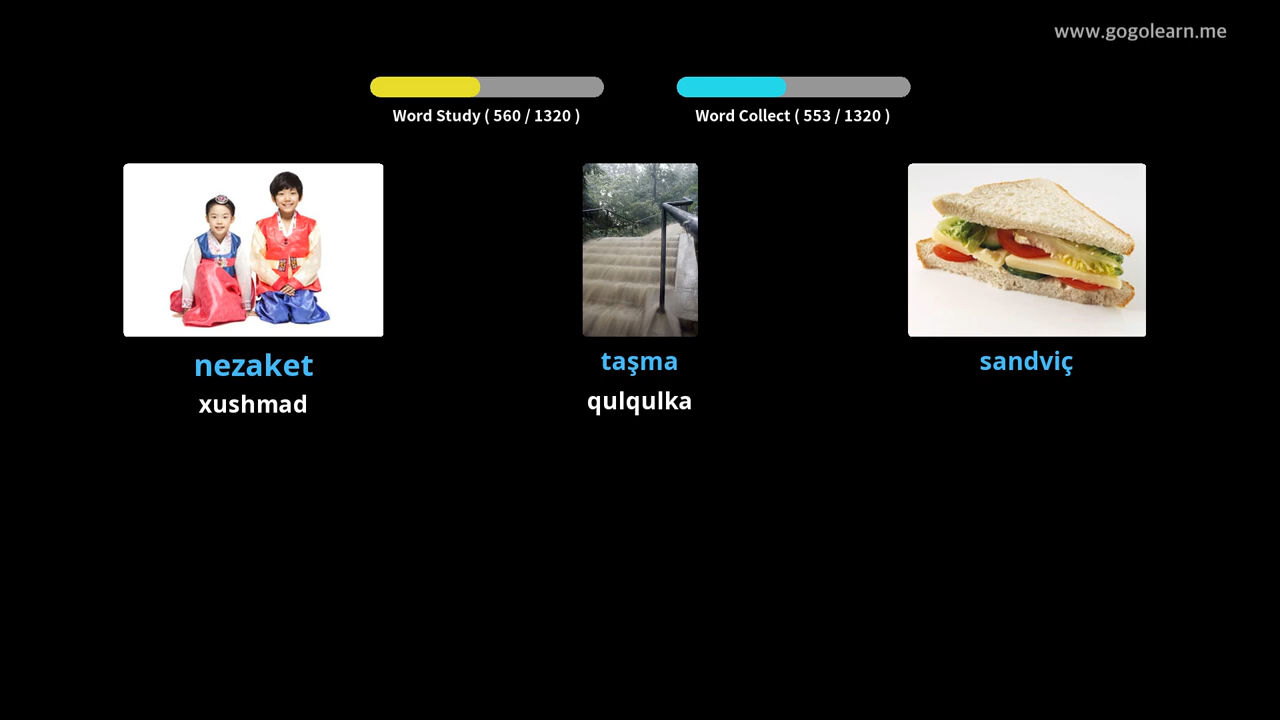 www.gogolearn.me
Word Study ( 560 / 1320 )
Word Collect ( 553 / 1320 )
nezaket
xushmad
taşma
qulqulka
sandviç